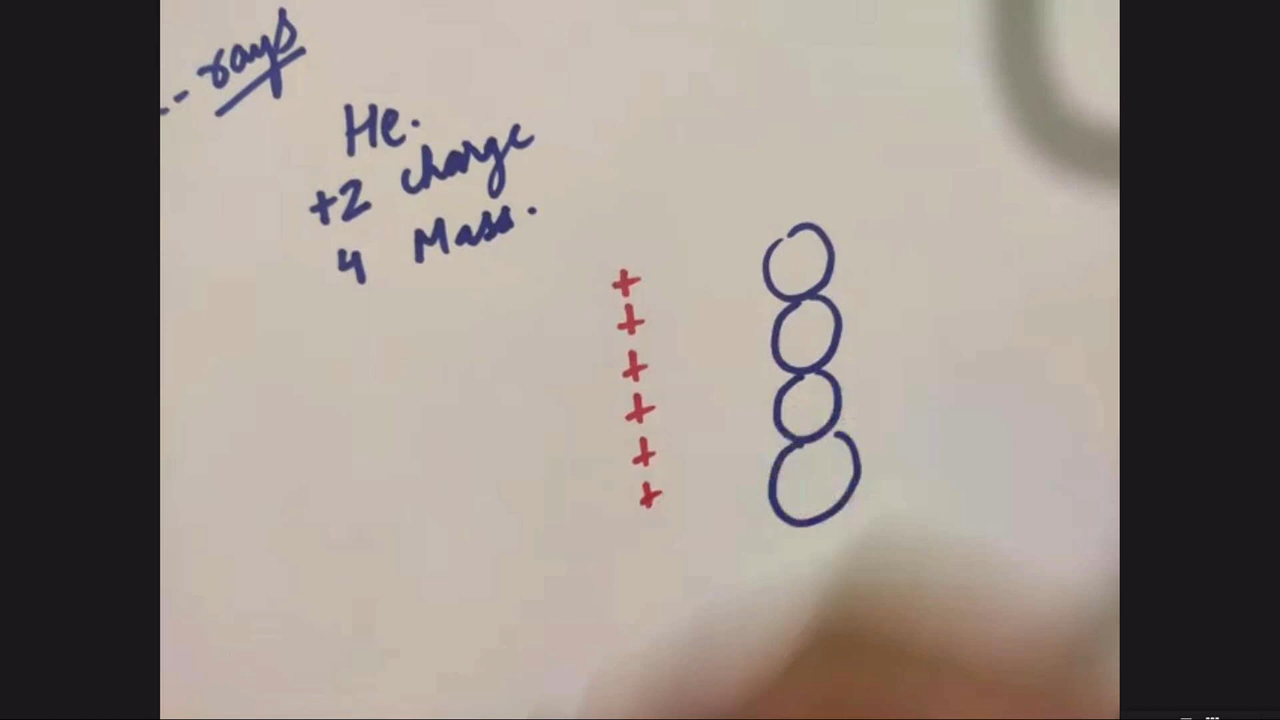 -- rays
He.
+2 charge
4 Mass.
+
+
+
+
+
+